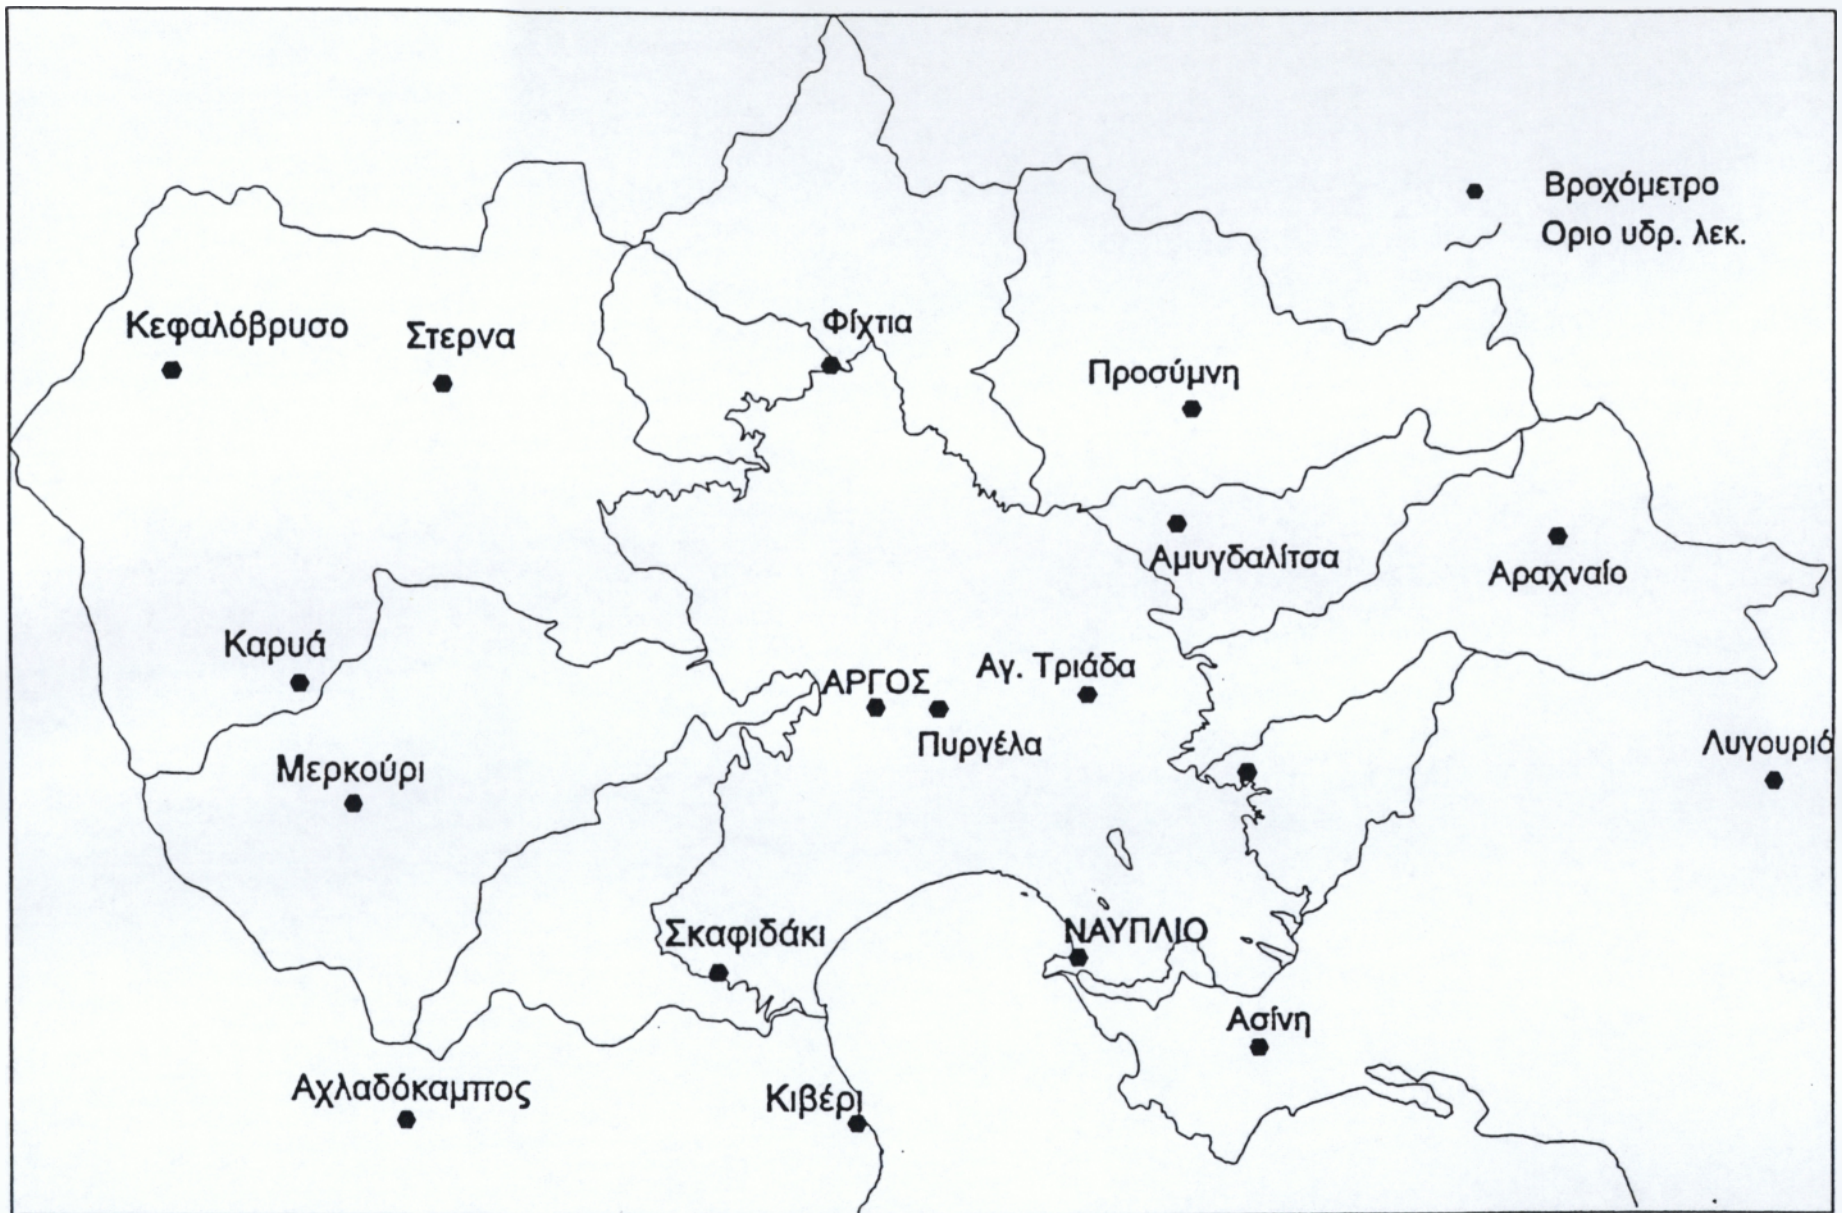 Βροχόμετρο
Οριο υδρ. λεκ.
Κεφαλόβρυσο
Στερνα
Φίχτια
Προσύμνη
Αμυγδαλίτσα
Αραχναίο
Καρυά
ΑΡΓΟΣ
Αγ. Τριάδα
Πυργέλα
Λυγουριό
Μερκούρι
Σκαφιδάκι
ΝΑΥΠΛΙΟ
Ασίνη
Αχλαδόκαμπος
Κιβέρι